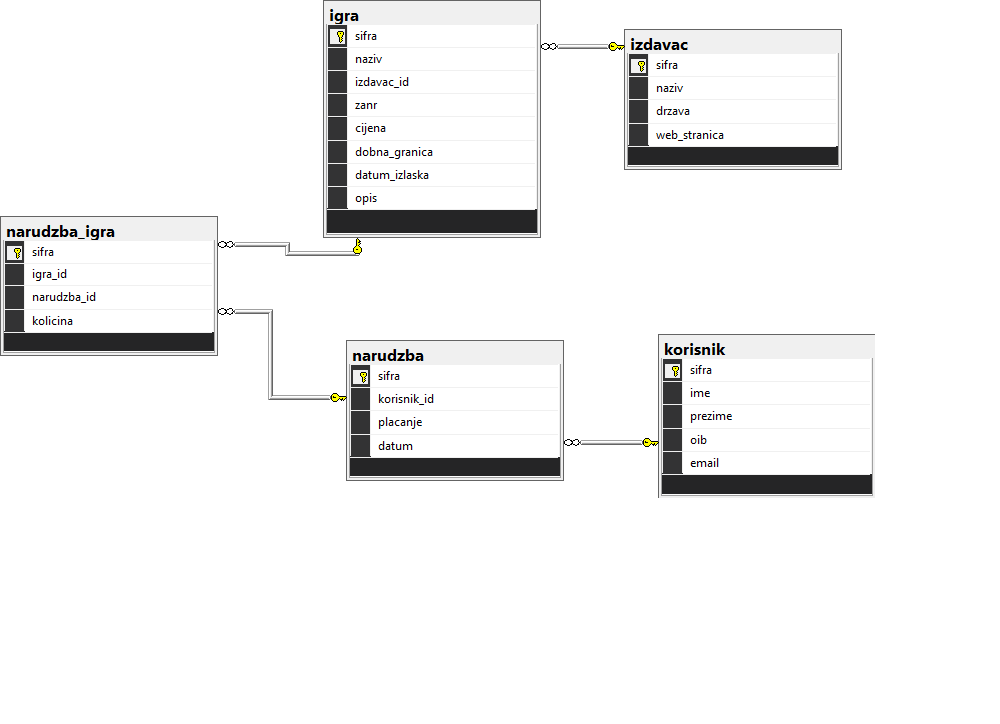 igra
sifra
naziv
izdavac_id
zanr
cijena
dobna_granica
datum_izlaska
opis
izdavac
sifra
naziv
drzava
web_stranica
narudzba_igra
sifra
igra_id
narudzba_id
kolicina
narudzba
sifra
korisnik_id
placanje
datum
korisnik
sifra
ime
prezime
oib
email